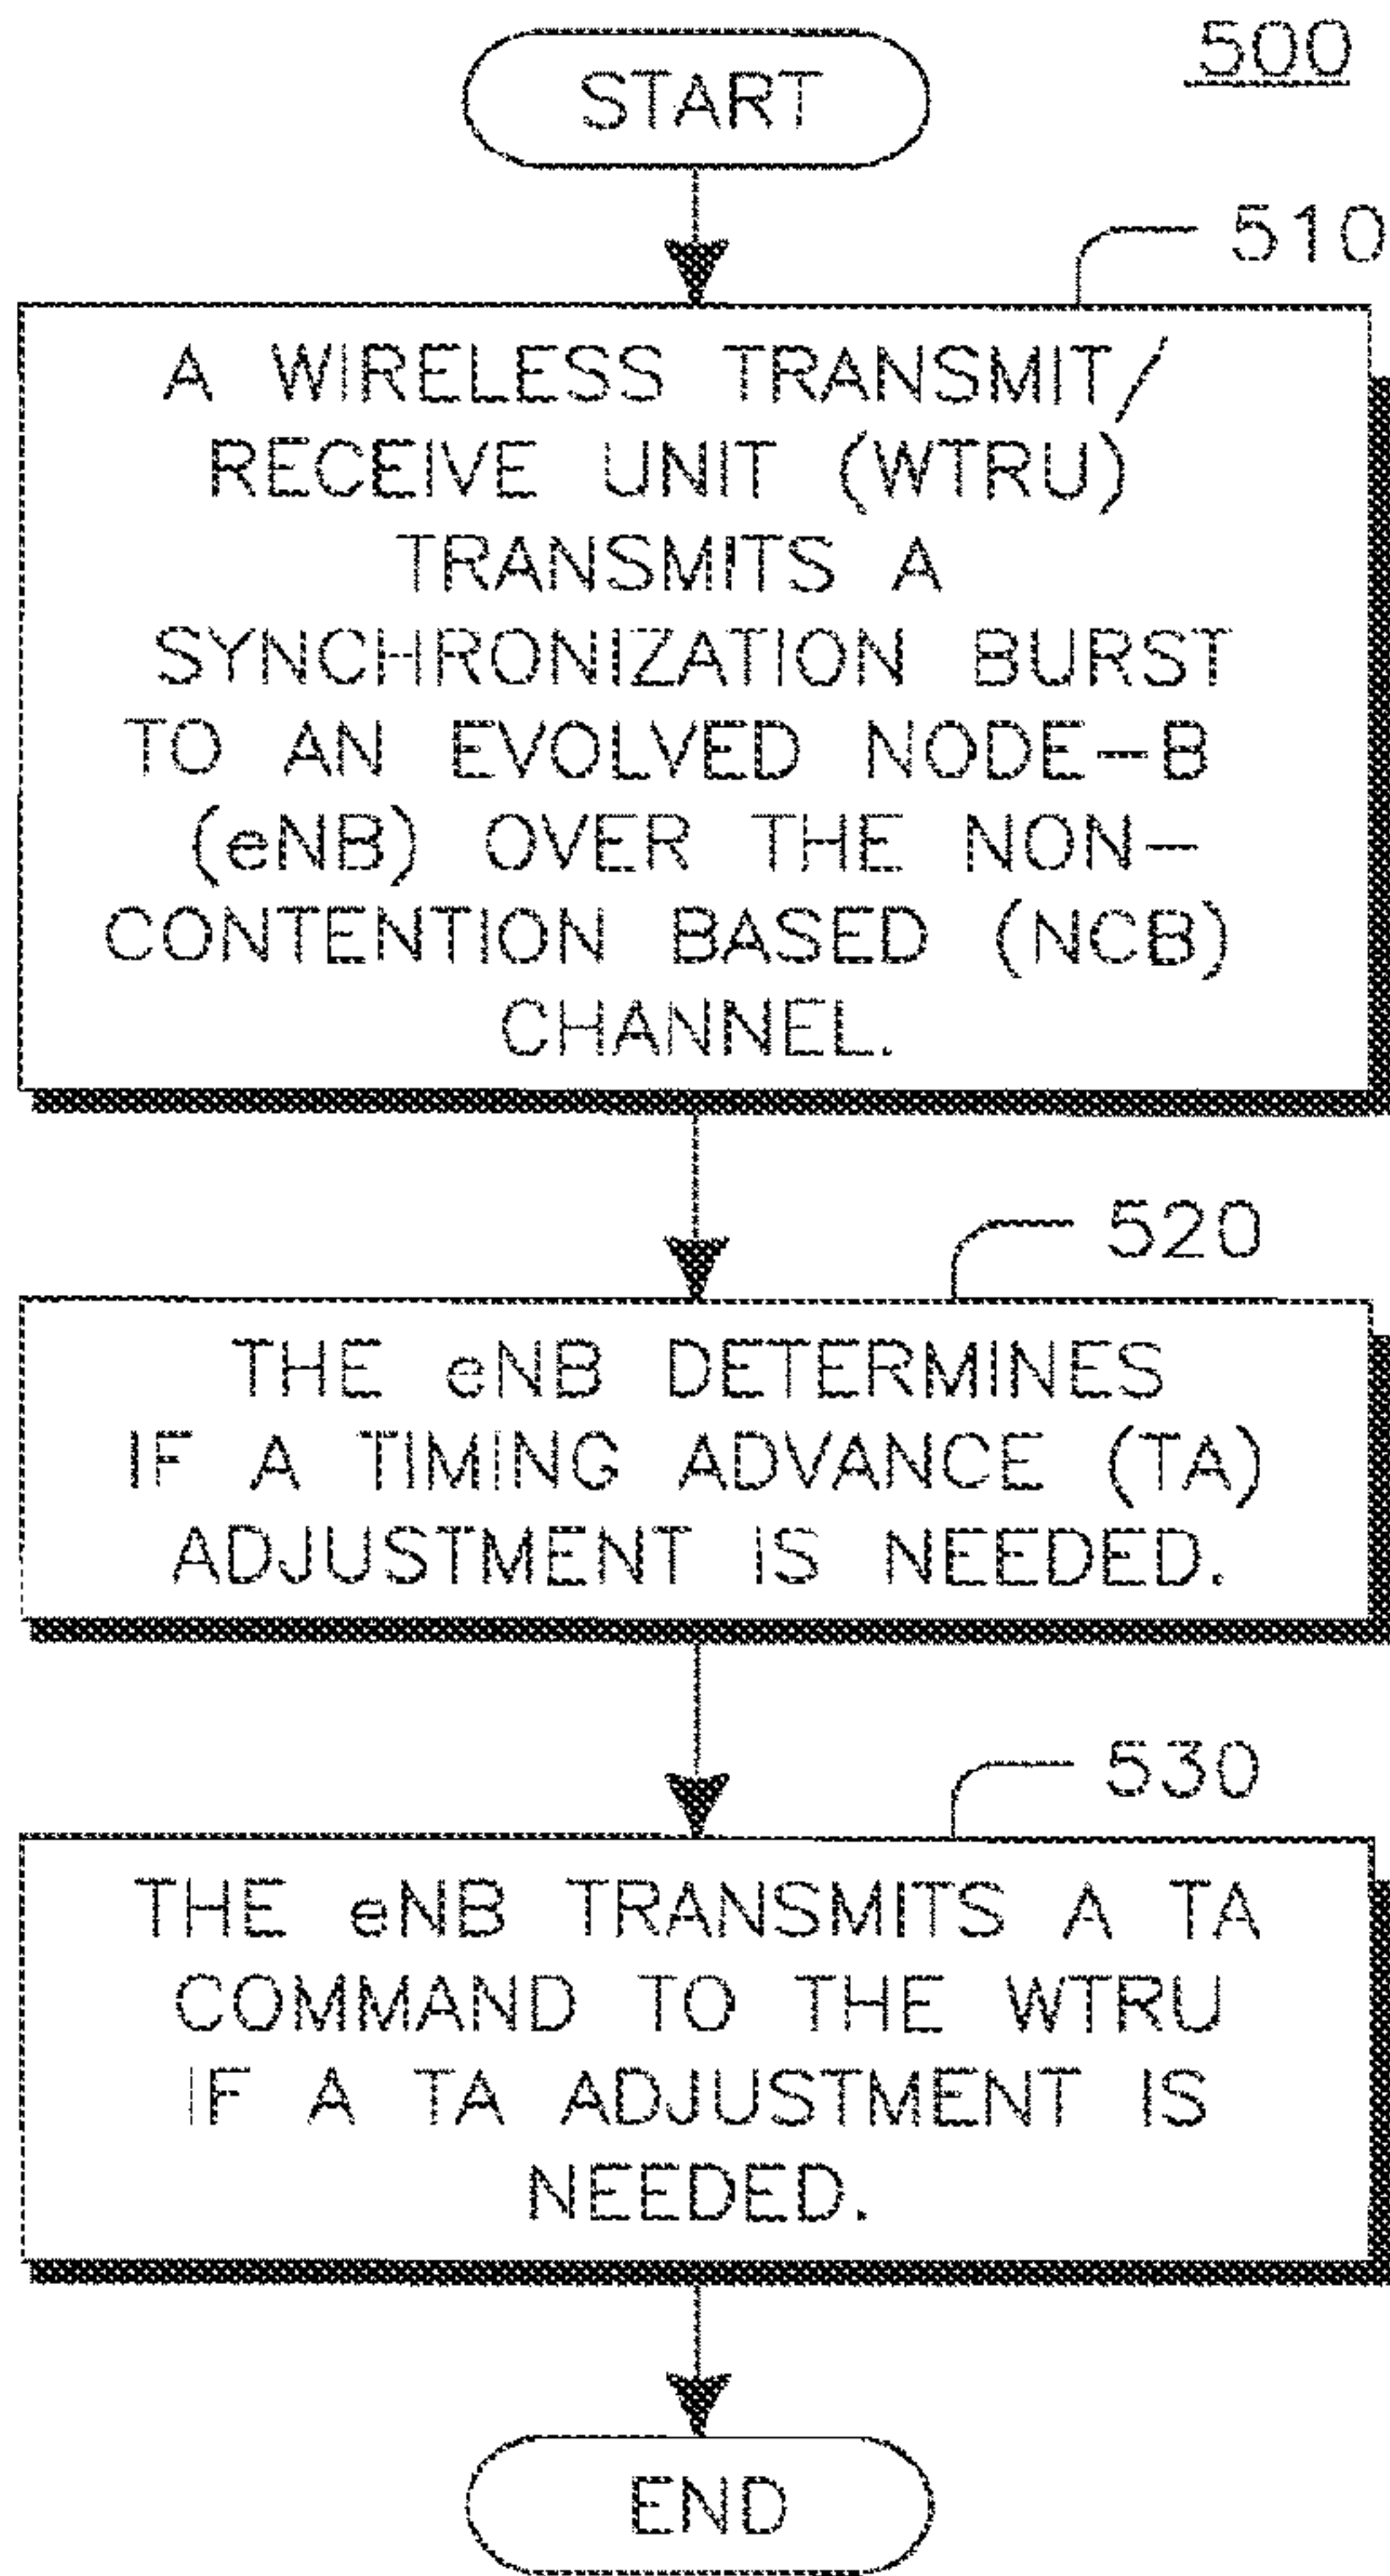 500
START
510
A WIRELESS TRANSMIT/
RECEIVE UNIT (WTRU)
TRANSMITS A
SYNCHRONIZATION BURST
TO AN EVOLVED NODE-B
(eNB) OVER THE NON-
CONTENTION BASED (NCB)
CHANNEL.
520
THE eNB DETERMINES
IF A TIMING ADVANCE (TA)
ADJUSTMENT IS NEEDED.
530
THE eNB TRANSMITS A TA
COMMAND TO THE WTRU
IF A TA ADJUSTMENT IS
NEEDED.
END